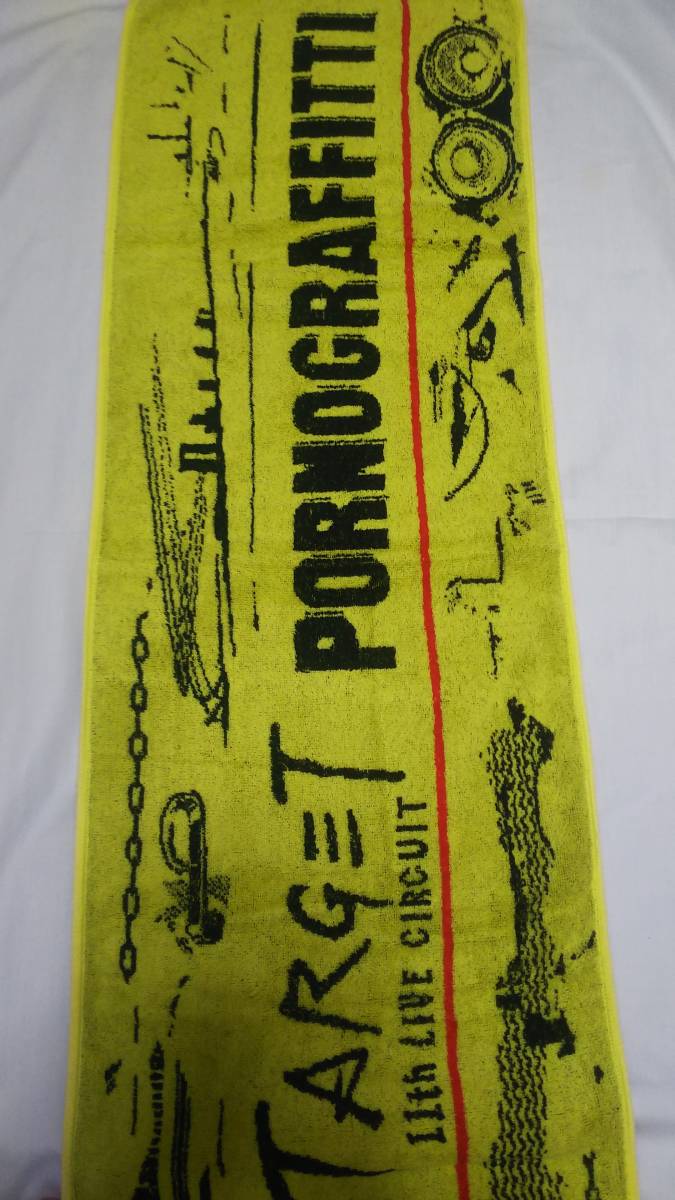 PORNOGRAFFITTI
TARGET
11th LIVE CIRCUIT